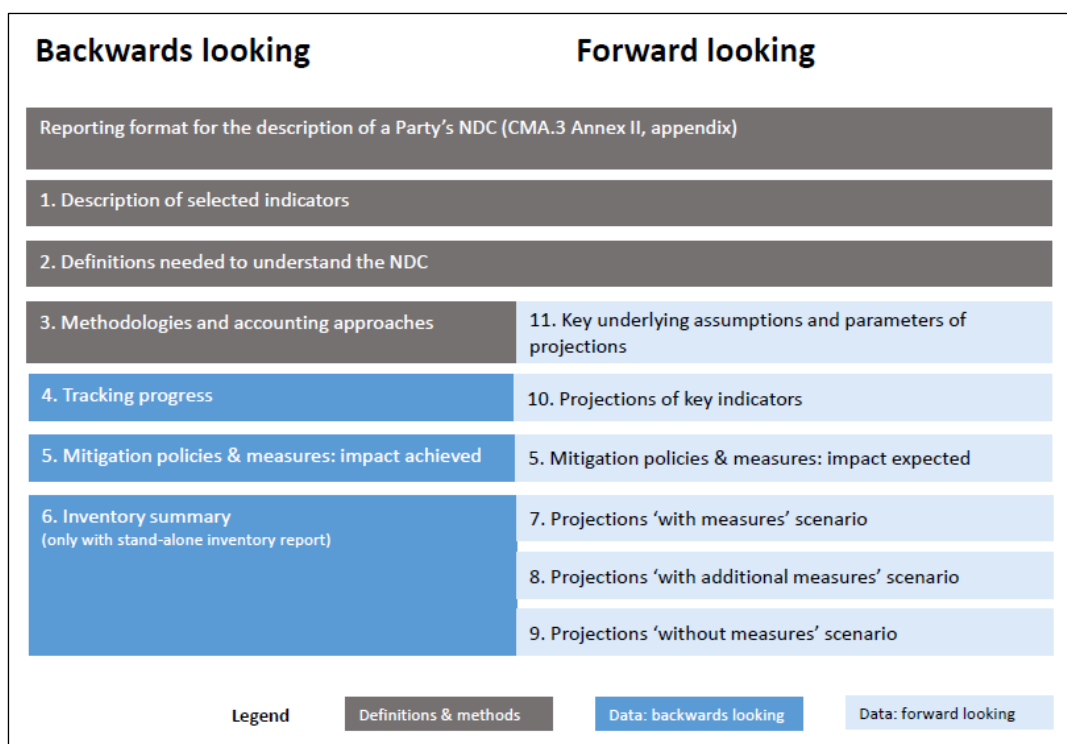 Backwards looking
Forward looking
Reporting format for the description of a Party's NDC (CMA.3 Annex II, appendix)
1. Description of selected indicators
2. Definitions needed to understand the NDC
3. Methodologies and accounting approaches
11. Key underlying assumptions and parameters of
projections
4. Tracking progress
10. Projections of key indicators
5. Mitigation policies & measures: impact achieved
5. Mitigation policies & measures: impact expected
6. Inventory summary
(only with stand-alone inventory report)
7. Projections ‘with measures’ scenario
8. Projections ‘with additional measures’ scenario
9. Projections ‘without measures’ scenario
Legend
Definitions & methods
Data: backwards looking
Data: forward looking